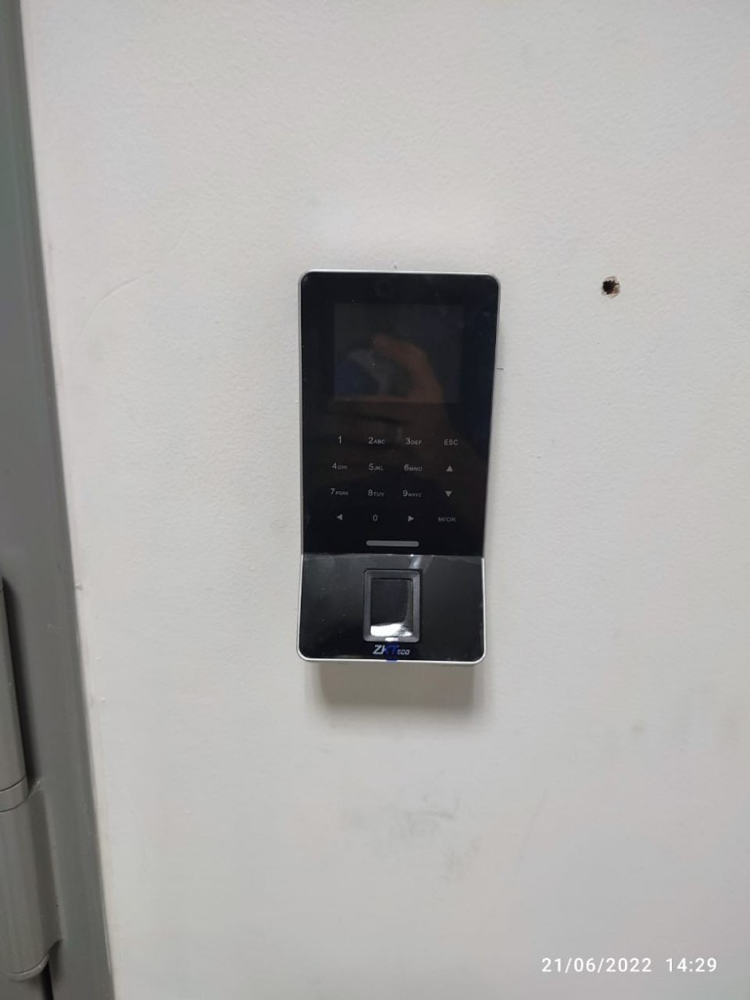 1 2ABC 3DEF ESC
4GHI 5JKL 6MNO ▲
7PQRS 8TUV 9WXYZ ▼
◀ 0 ▶ M/OK
ZKTECO
21/06/2022 14:29